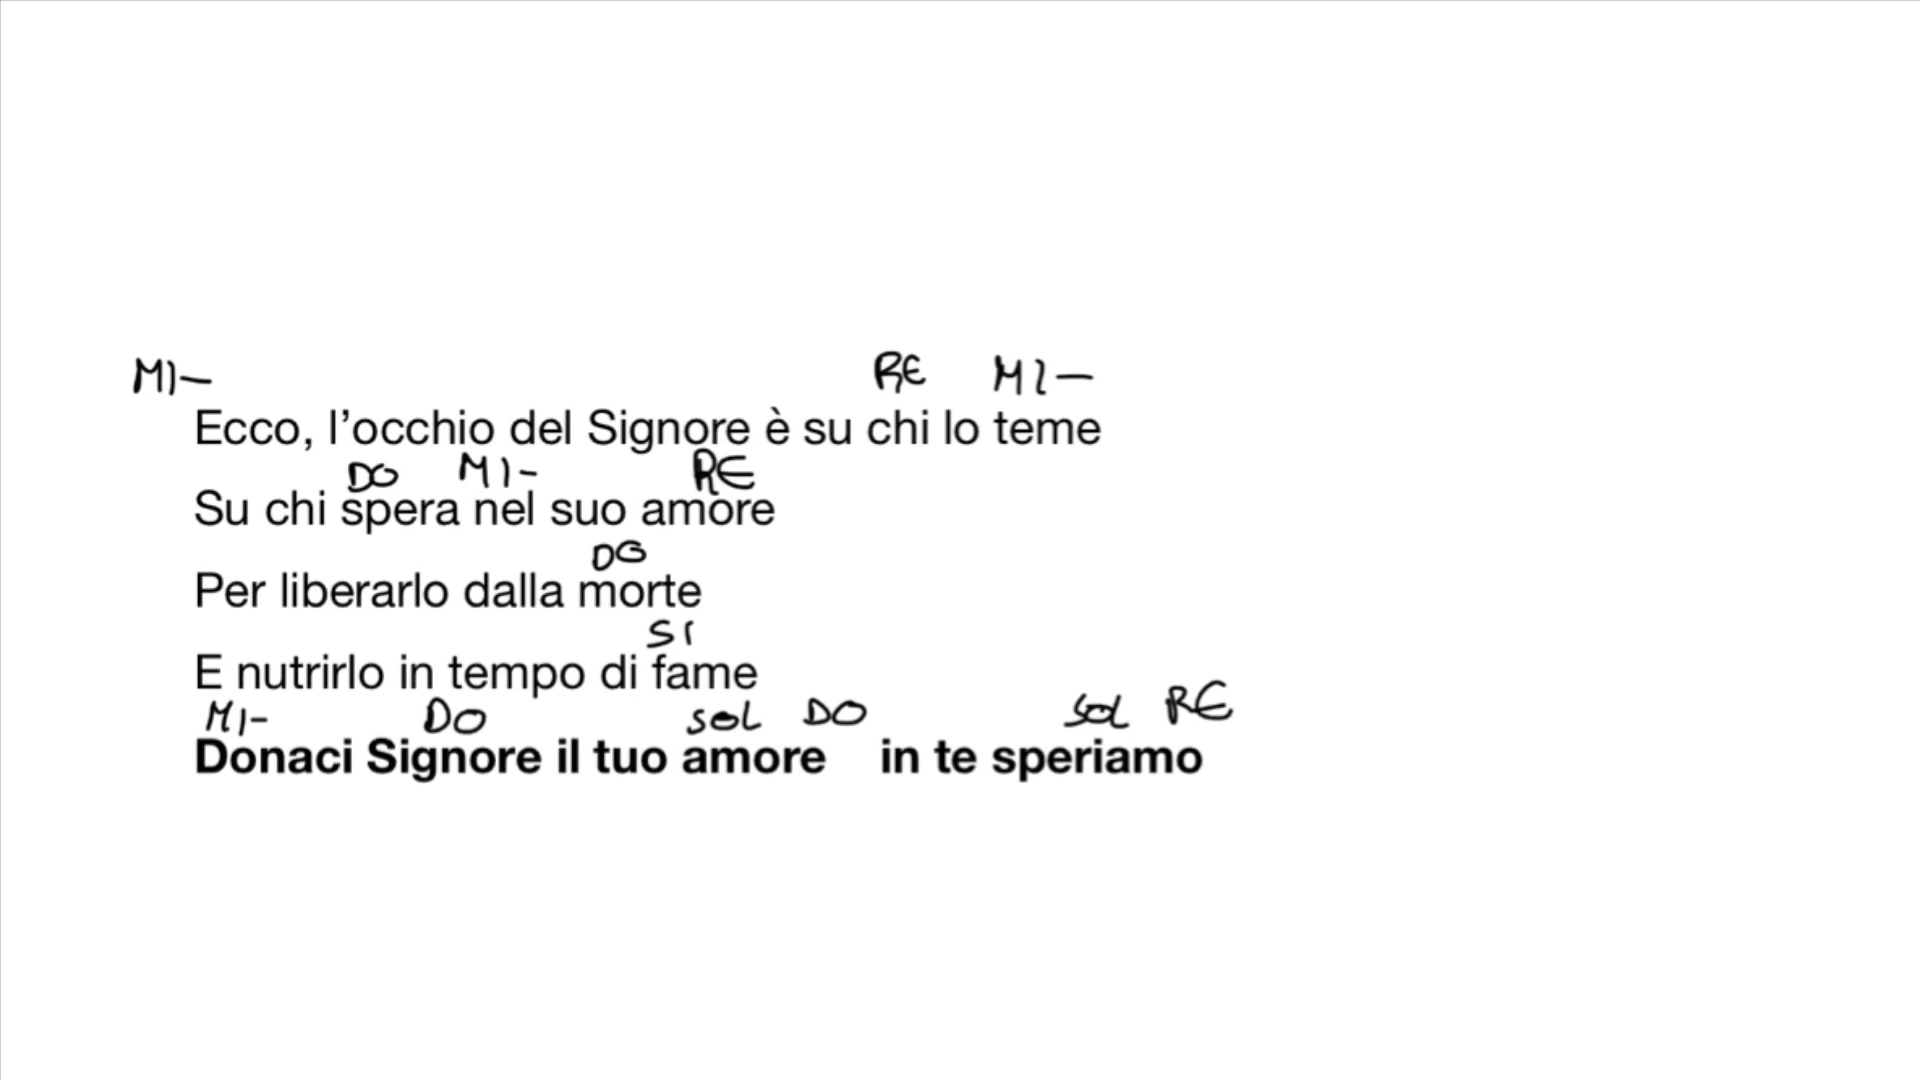 MI- RE MI-
Ecco, l’occhio del Signore è su chi lo teme
DO MI- RE
Su chi spera nel suo amore
DO
Per liberarlo dalla morte
SI
E nutrirlo in tempo di fame
MI- DO SOL DO SOL RE
Donaci Signore il tuo amore in te speriamo